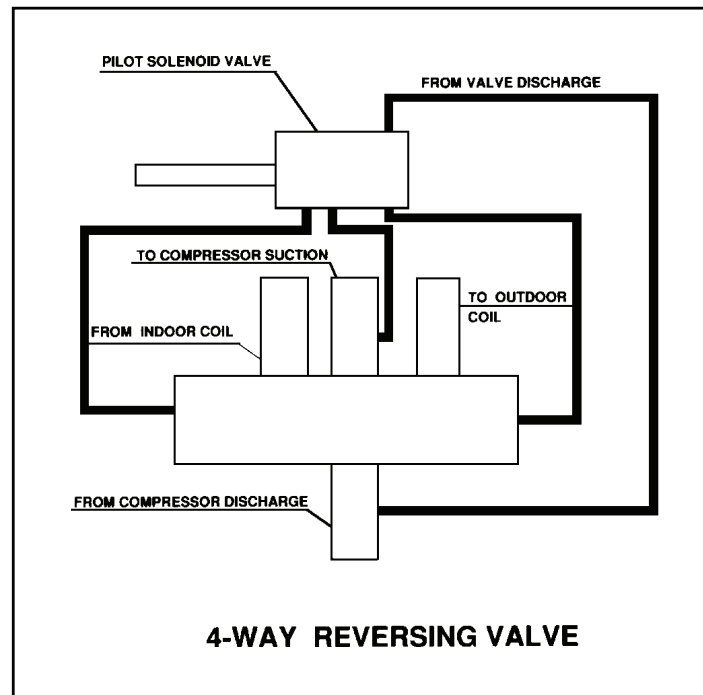 PILOT SOLENOID VALVE
FROM VALVE DISCHARGE
TO COMPRESSOR SUCTION
TO OUTDOOR
COIL
FROM INDOOR COIL
FROM COMPRESSOR DISCHARGE
4-WAY REVERSING VALVE